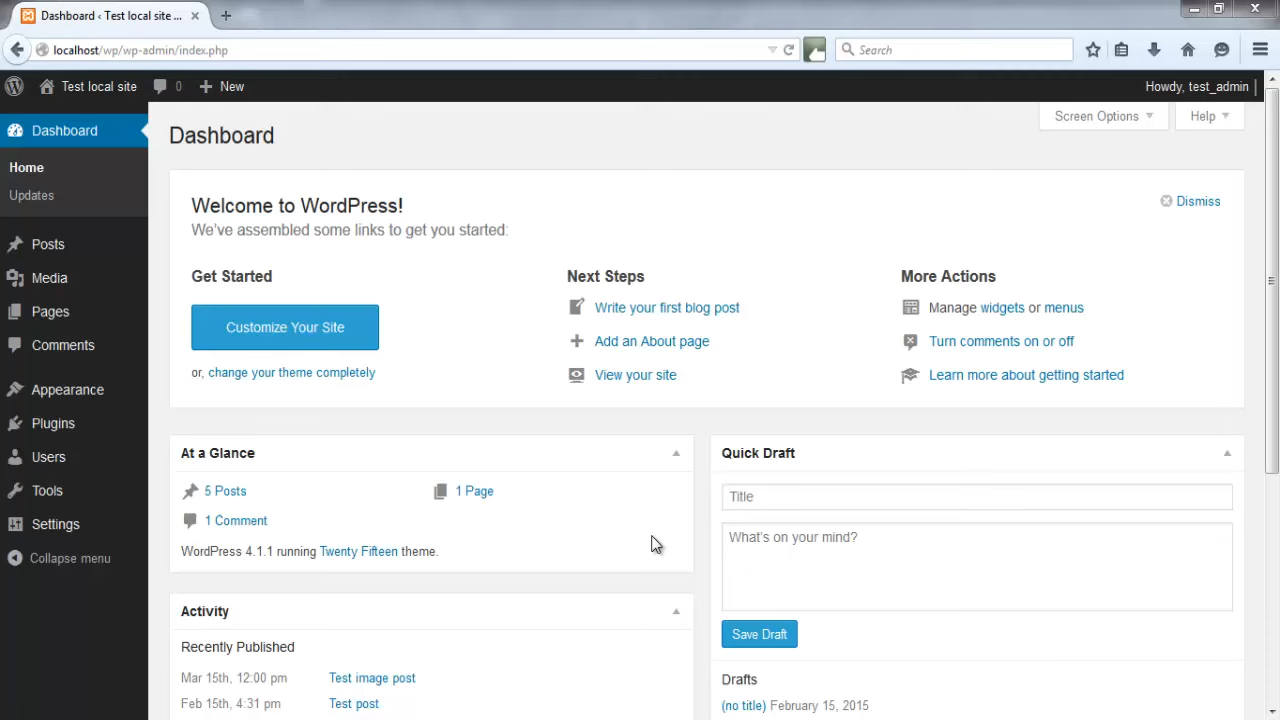 Dashboard ‹ Test local site ...
localhost/wp/wp-admin/index.php
Search
Test local site 0 New
Howdy, test_admin
Dashboard
Home
Updates
Posts
Media
Pages
Comments
Appearance
Plugins
Users
Tools
Settings
Collapse menu
Screen Options
Help
Dashboard
Welcome to WordPress!
Dismiss
We've assembled some links to get you started:
Get Started
Customize Your Site
or, change your theme completely
Next Steps
Write your first blog post
Add an About page
View your site
More Actions
Manage widgets or menus
Turn comments on or off
Learn more about getting started
At a Glance
5 Posts
1 Page
1 Comment
WordPress 4.1.1 running Twenty Fifteen theme.
Activity
Recently Published
Mar 15th, 12:00 pm Test image post
Feb 15th, 4:31 pm Test post
Quick Draft
Title
What's on your mind?
Save Draft
Drafts
(no title) February 15, 2015